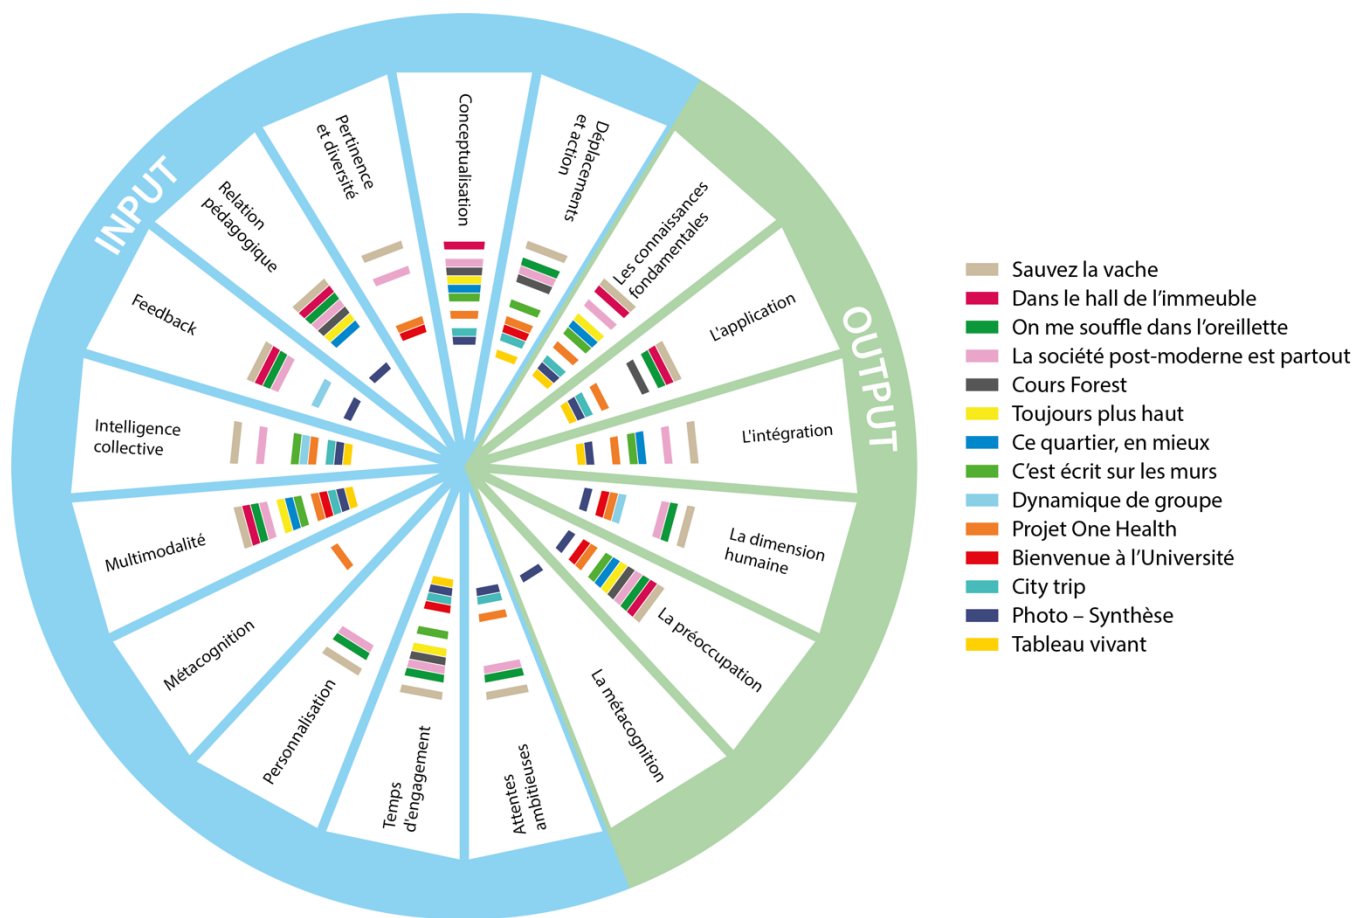 INPUT
OUTPUT
Pertinence
et diversité
Conceptualisation
Déplacements
et action
Les connaissances
fondamentales
L'application
L'intégration
La dimension
humaine
La préoccupation
La métacognition
Attentes
ambitieuses
Temps
d'engagement
Personnalisation
Métacognition
Multimodalité
Intelligence
collective
Feedback
Relation
pédagogique
Sauvez la vache
Dans le hall de l’immeuble
On me souffle dans l’oreillette
La société post-moderne est partout
Cours Forest
Toujours plus haut
Ce quartier, en mieux
C’est écrit sur les murs
Dynamique de groupe
Projet One Health
Bienvenue à l’Université
City trip
Photo – Synthèse
Tableau vivant